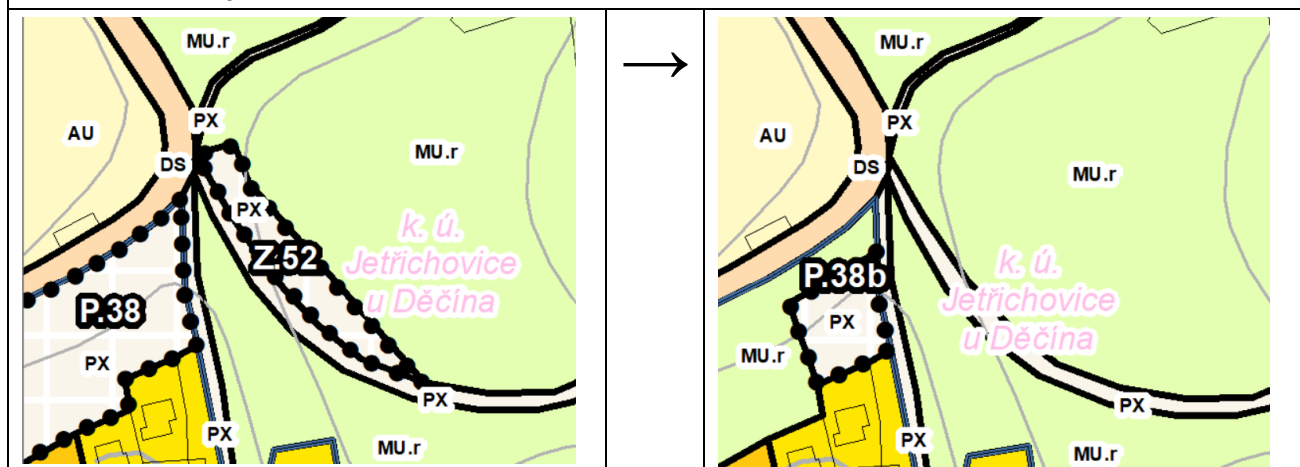 MU.r
PX
AU
MU.r
DS
PX
k. ú.
Z.52
Jetřichovice
u Děčína
P.38
PX
PX
PX
MU.r
→
MU.r
PX
AU
DS
MU.r
k. ú.
P.38b
Jetřichovice
PX
u Děčína
MU.r
PX
PX
MU.r